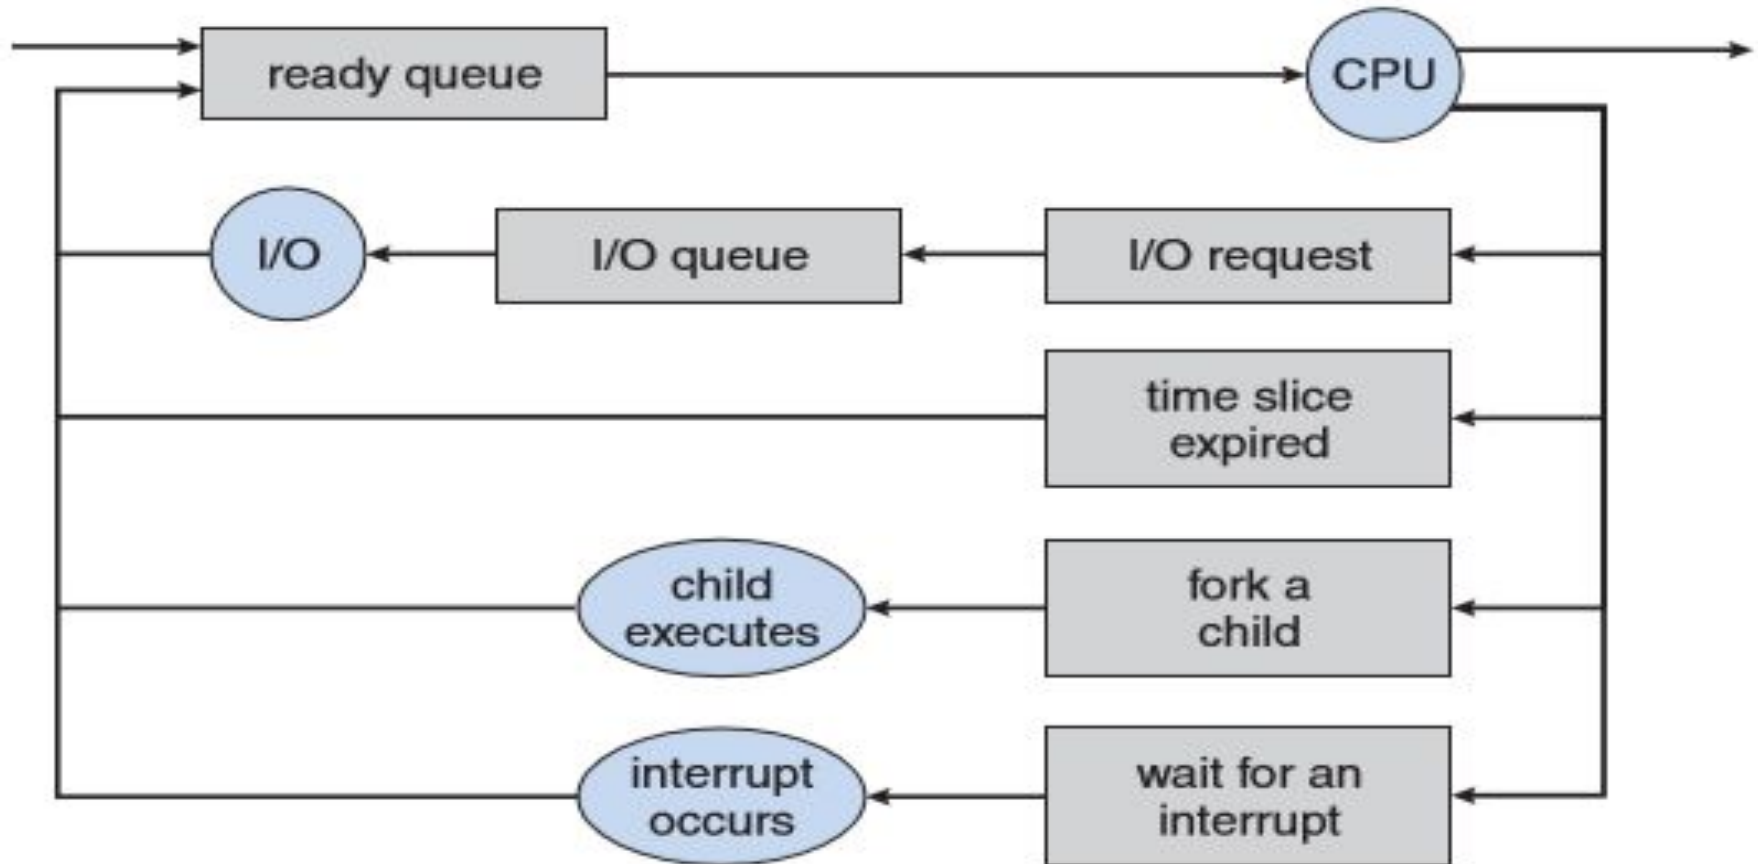 ready queue
CPU
I/O
I/O queue
I/O request
time slice
expired
child
executes
fork a
child
interrupt
occurs
wait for an
interrupt